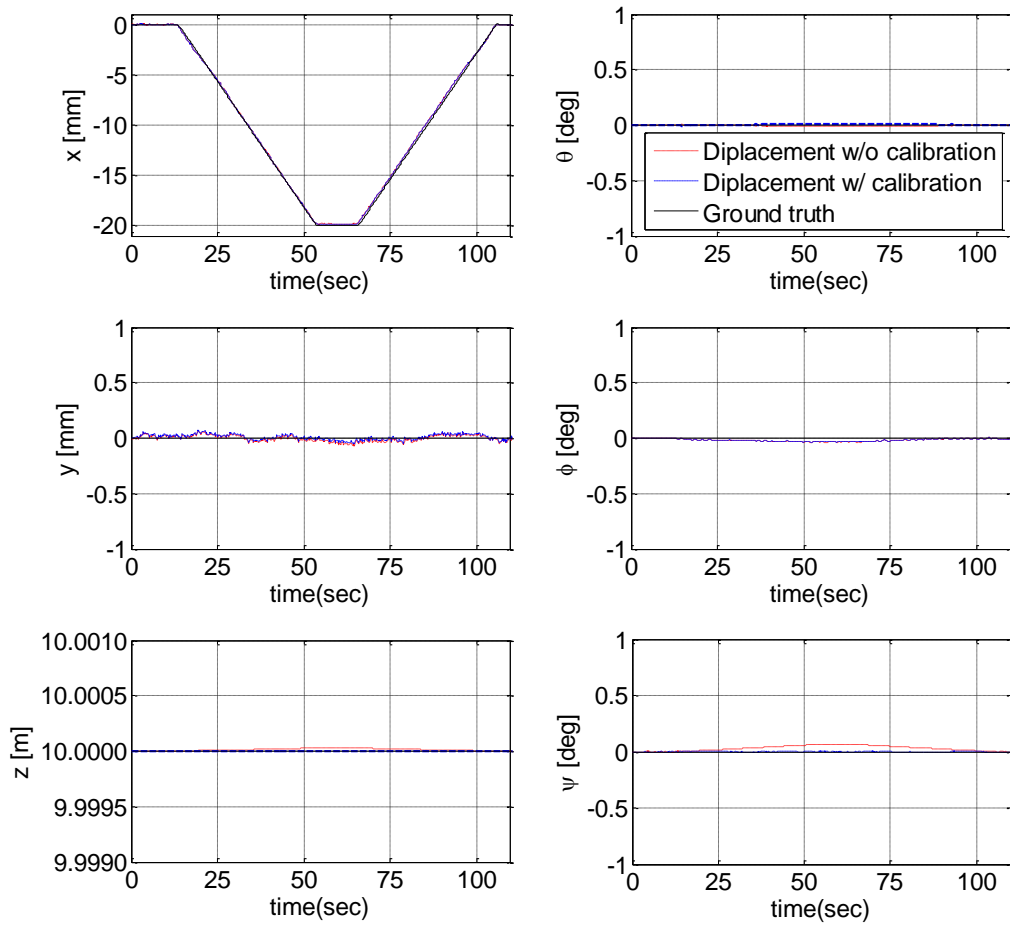 0
-5
-10
-15
-20
x [mm]
0 25 50 75 100
time(sec)
1
0.5
0
-0.5
-1
θ [deg]
Diplacement w/o calibration
Diplacement w/ calibration
Ground truth
0 25 50 75 100
time(sec)
1
0.5
0
-0.5
-1
y [mm]
0 25 50 75 100
time(sec)
1
0.5
0
-0.5
-1
ϕ [deg]
0 25 50 75 100
time(sec)
10.0010
10.0005
10.0000
9.9995
9.9990
z [m]
0 25 50 75 100
time(sec)
1
0.5
0
-0.5
-1
ψ [deg]
0 25 50 75 100
time(sec)